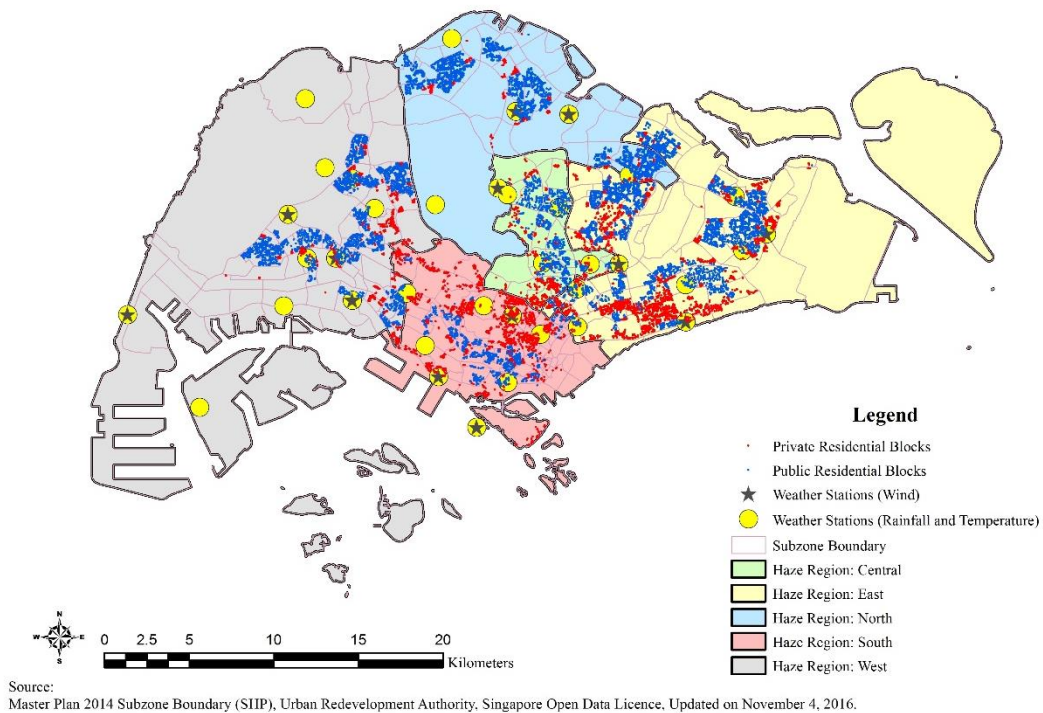 Legend
Private Residential Blocks
Public Residential Blocks
Weather Stations (Wind)
Weather Stations (Rainfall and Temperature)
Subzone Boundary
Haze Region: Central
Haze Region: East
Haze Region: North
Haze Region: South
Haze Region: West
N
W E
S
0 2.5 5 10 15 20
Kilometers
Source:
Master Plan 2014 Subzone Boundary (SIIP), Urban Redevelopment Authority, Singapore Open Data Licence, Updated on November 4, 2016.